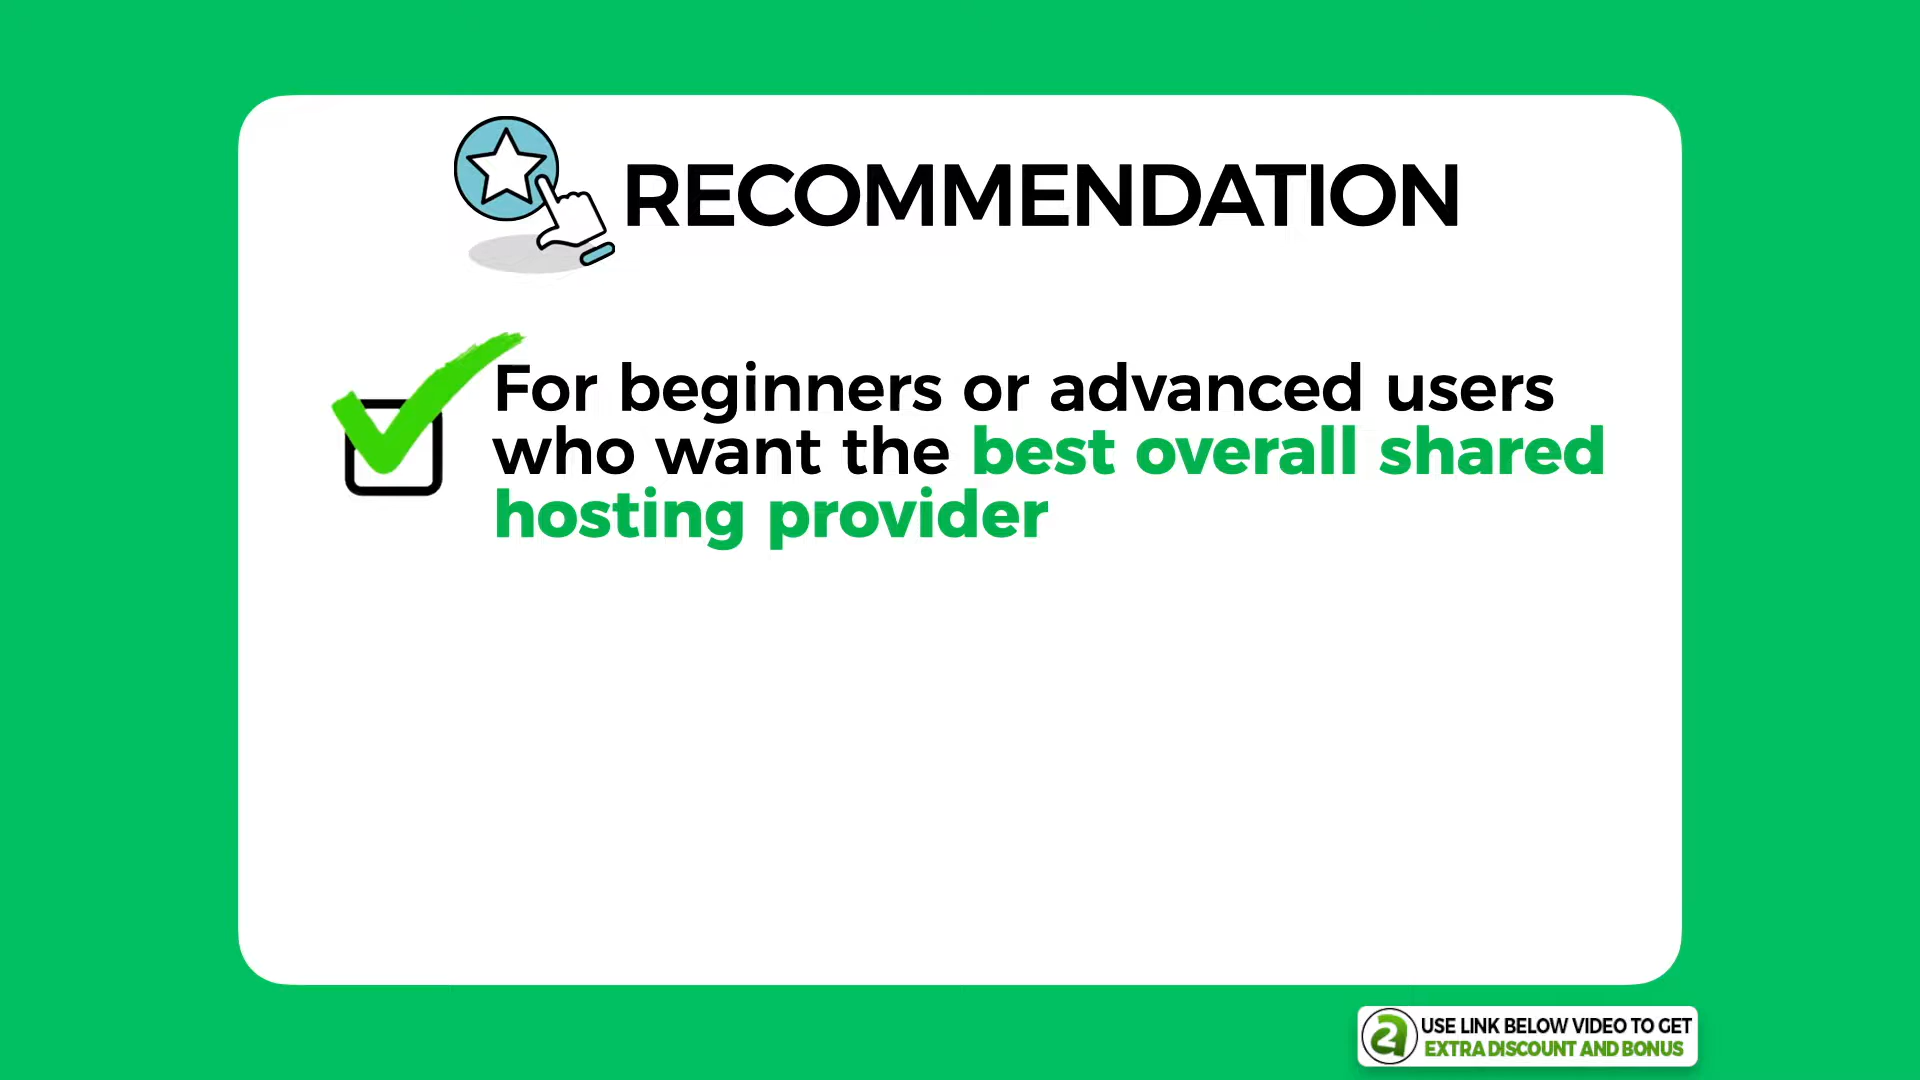 RECOMMENDATION
For beginners or advanced users
who want the best overall shared
hosting provider
USE LINK BELOW VIDEO TO GET
EXTRA DISCOUNT AND BONUS